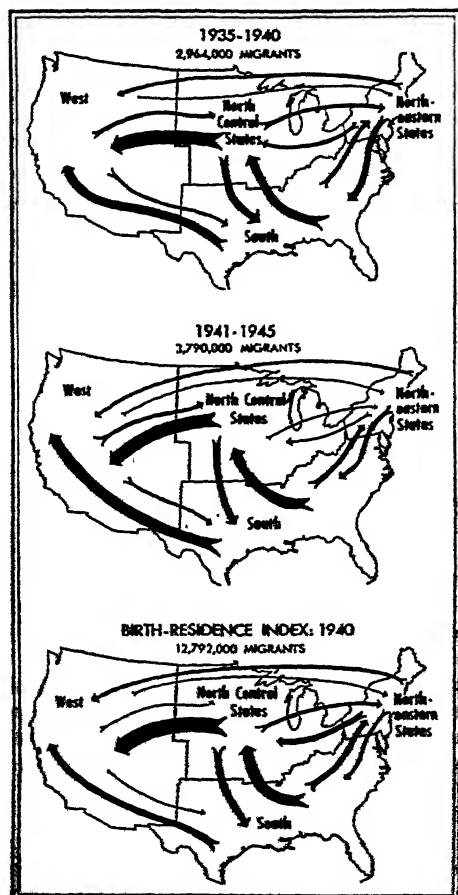 1935-1940
2,964,000 MIGRANTS
West
North
Central
States
North-
eastern
States
South
1941-1945
3,790,000 MIGRANTS
West
North Central
States
North-
eastern
States
South
BIRTH-RESIDENCE INDEX: 1940
12,792,000 MIGRANTS
West
North Central
States
North-
eastern
States
South